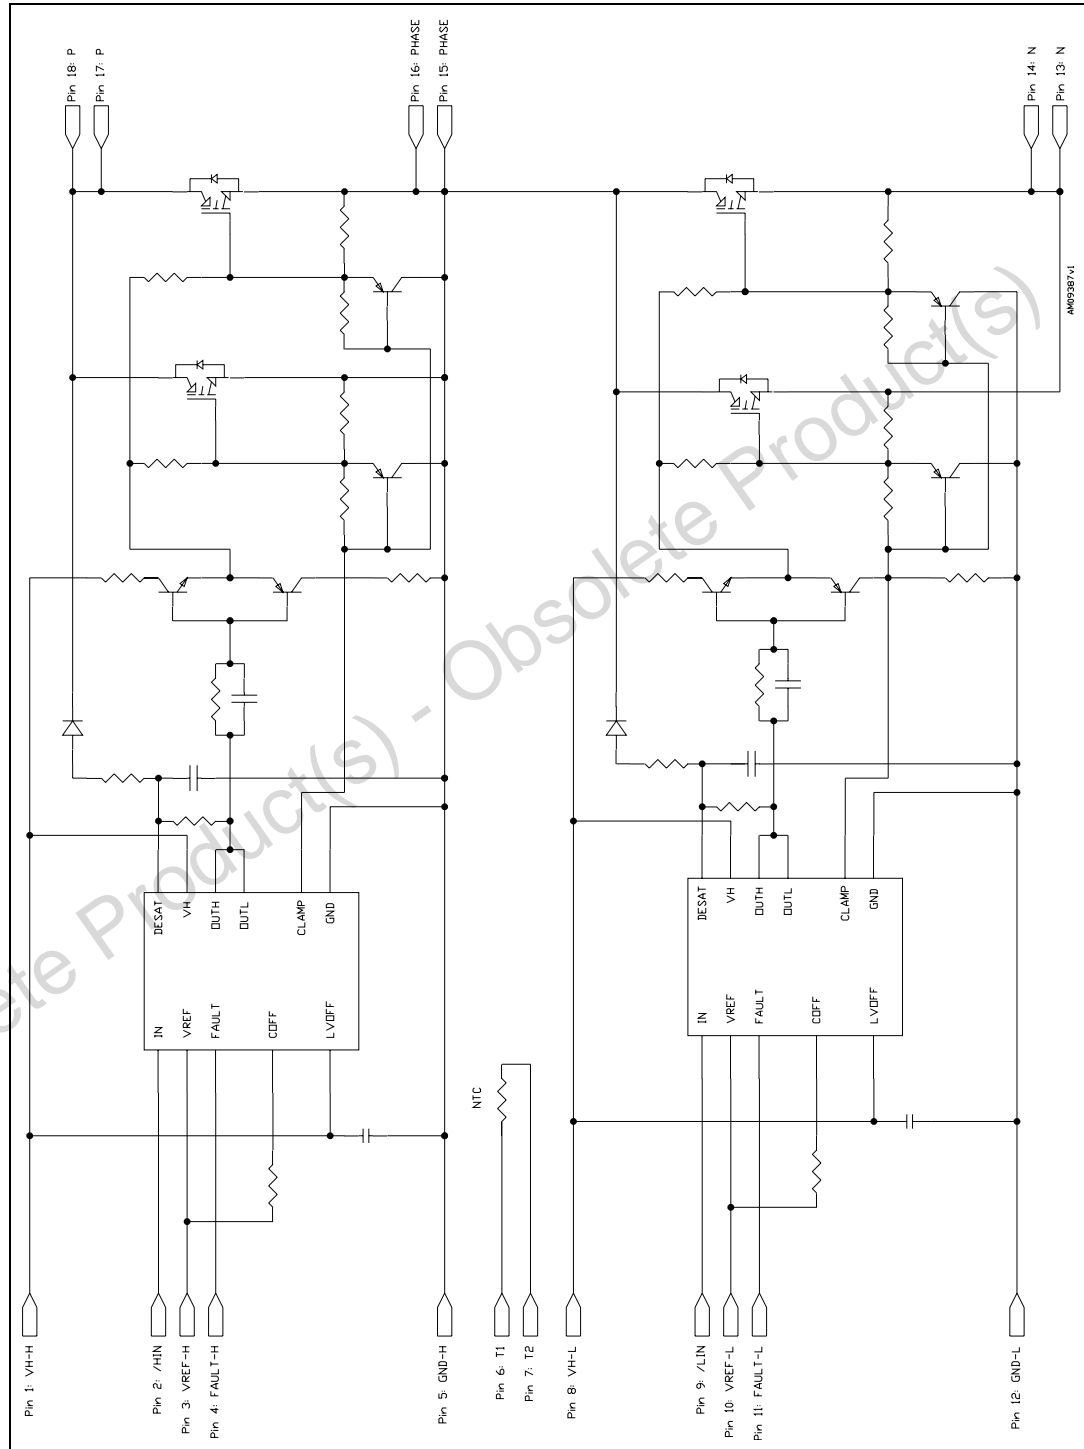 Pin 18: P
Pin 17: P
Pin 16: PHASE
Pin 15: PHASE
Pin 14: N
Pin 13: N
AM09387v1
DESAT
VH
OUTH
OUTL
CLAMP
GND
IN
VREF
FAULT
COFF
LVOFF
DESAT
VH
OUTH
OUTL
CLAMP
GND
IN
VREF
FAULT
COFF
LVOFF
NTC
Pin 1: VH-H
Pin 2: /HIN
Pin 3: VREF-H
Pin 4: FAULT-H
Pin 5: GND-H
Pin 6: T1
Pin 7: T2
Pin 8: VH-L
Pin 9: /LIN
Pin 10: VREF-L
Pin 11: FAULT-L
Pin 12: GND-L
ete Product(s) - Obsolete Product(s)